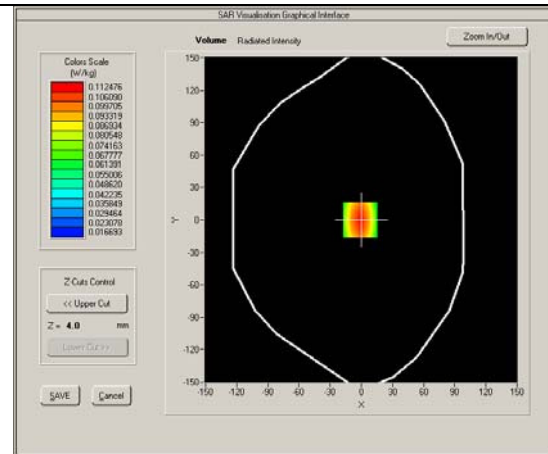 SAR Visualisation Graphical Interface
Volume Radiated Intensity
Zoom In/Out
Colors Scale
(W/kg)
0.112476
0.106090
0.099705
0.093319
0.086934
0.080548
0.074163
0.067777
0.061391
0.055006
0.048620
0.042235
0.035849
0.029464
0.023078
0.016693
Z Cuts Control
<< Upper Cut
Z = 4.0 mm
Lower Cut >>
SAVE Cancel
150-
120-
90-
60-
30-
0-
-30-
-60-
-90-
-120-
-150-
Y
-150 -120 -90 -60 -30 0 30 60 90 120 150
X